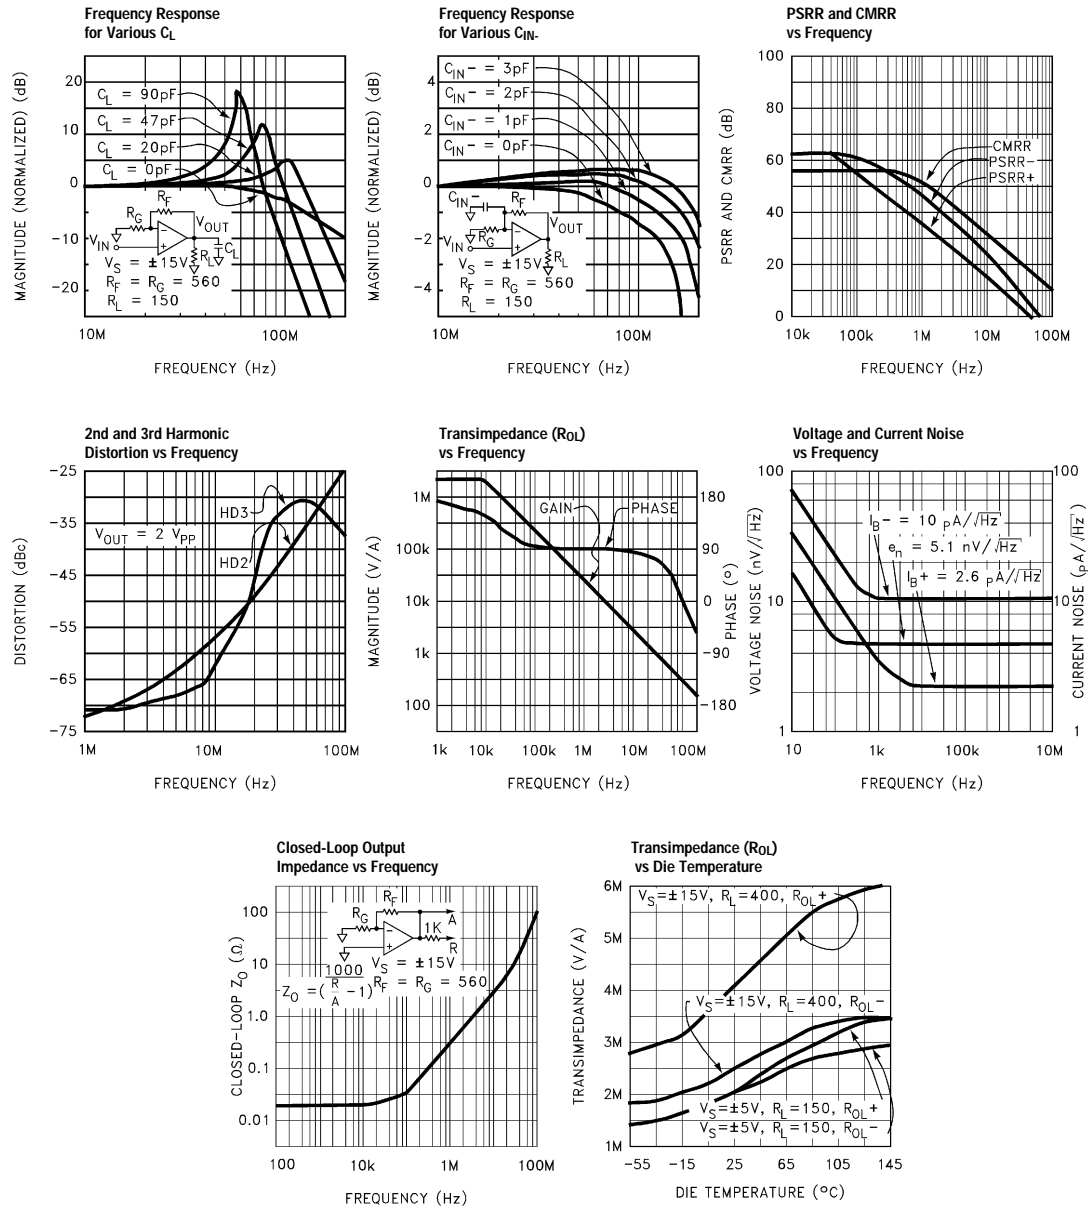 Frequency Response
for Various CL
MAGNITUDE (NORMALIZED) (dB)
20
10
0
−10
−20
CL = 90pF
CL = 47pF
CL = 20pF
CL = 0pF
RF
RG
VOUT
VIN
−
+
RL
CL
VS = ±15V
RF = RG = 560
RL = 150
10M
100M
FREQUENCY (Hz)
Frequency Response
for Various CIN-
MAGNITUDE (NORMALIZED) (dB)
4
2
0
−2
−4
CIN− = 3pF
CIN− = 2pF
CIN− = 1pF
CIN− = 0pF
CIN−
RF
RG
VOUT
VIN
−
+
RL
VS = ±15V
RF = RG = 560
RL = 150
10M
100M
FREQUENCY (Hz)
PSRR and CMRR
vs Frequency
PSRR AND CMRR (dB)
100
80
60
40
20
0
CMRR
PSRR−
PSRR+
10k
100k
1M
10M
100M
FREQUENCY (Hz)
2nd and 3rd Harmonic
Distortion vs Frequency
DISTORTION (dBc)
−25
−35
−45
−55
−65
−75
HD3
VOUT = 2 VPP
HD2
1M
10M
100M
FREQUENCY (Hz)
Transimpedance (ROL)
vs Frequency
MAGNITUDE (V/A)
1M
100k
10k
1k
100
GAIN
PHASE
180
90
0
−90
−180
PHASE (°)
1k
10k
100k
1M
10M
100M
FREQUENCY (Hz)
Voltage and Current Noise
vs Frequency
VOLTAGE NOISE (nV/√Hz)
100
10
1
IB− = 10 pA/√Hz
en = 5.1 nV/√Hz
IB+ = 2.6 pA/√Hz
100
10
1
CURRENT NOISE (pA/√Hz)
10
1k
100k
10M
FREQUENCY (Hz)
Closed-Loop Output
Impedance vs Frequency
CLOSED-LOOP ZO (Ω)
100
10
1.0
0.1
0.01
RF
RG
A
1K
R
−
+
VS = ±15V
RF = RG = 560
ZO = 1000/(R/A −1)
100
10k
1M
100M
FREQUENCY (Hz)
Transimpedance (ROL)
vs Die Temperature
TRANSIMPEDANCE (V/A)
6M
5M
4M
3M
2M
1M
VS=±15V, RL=400, ROL+
VS=±15V, RL=400, ROL−
VS=±5V, RL=150, ROL+
VS=±5V, RL=150, ROL−
−55
−15
25
65
105
145
DIE TEMPERATURE (°C)